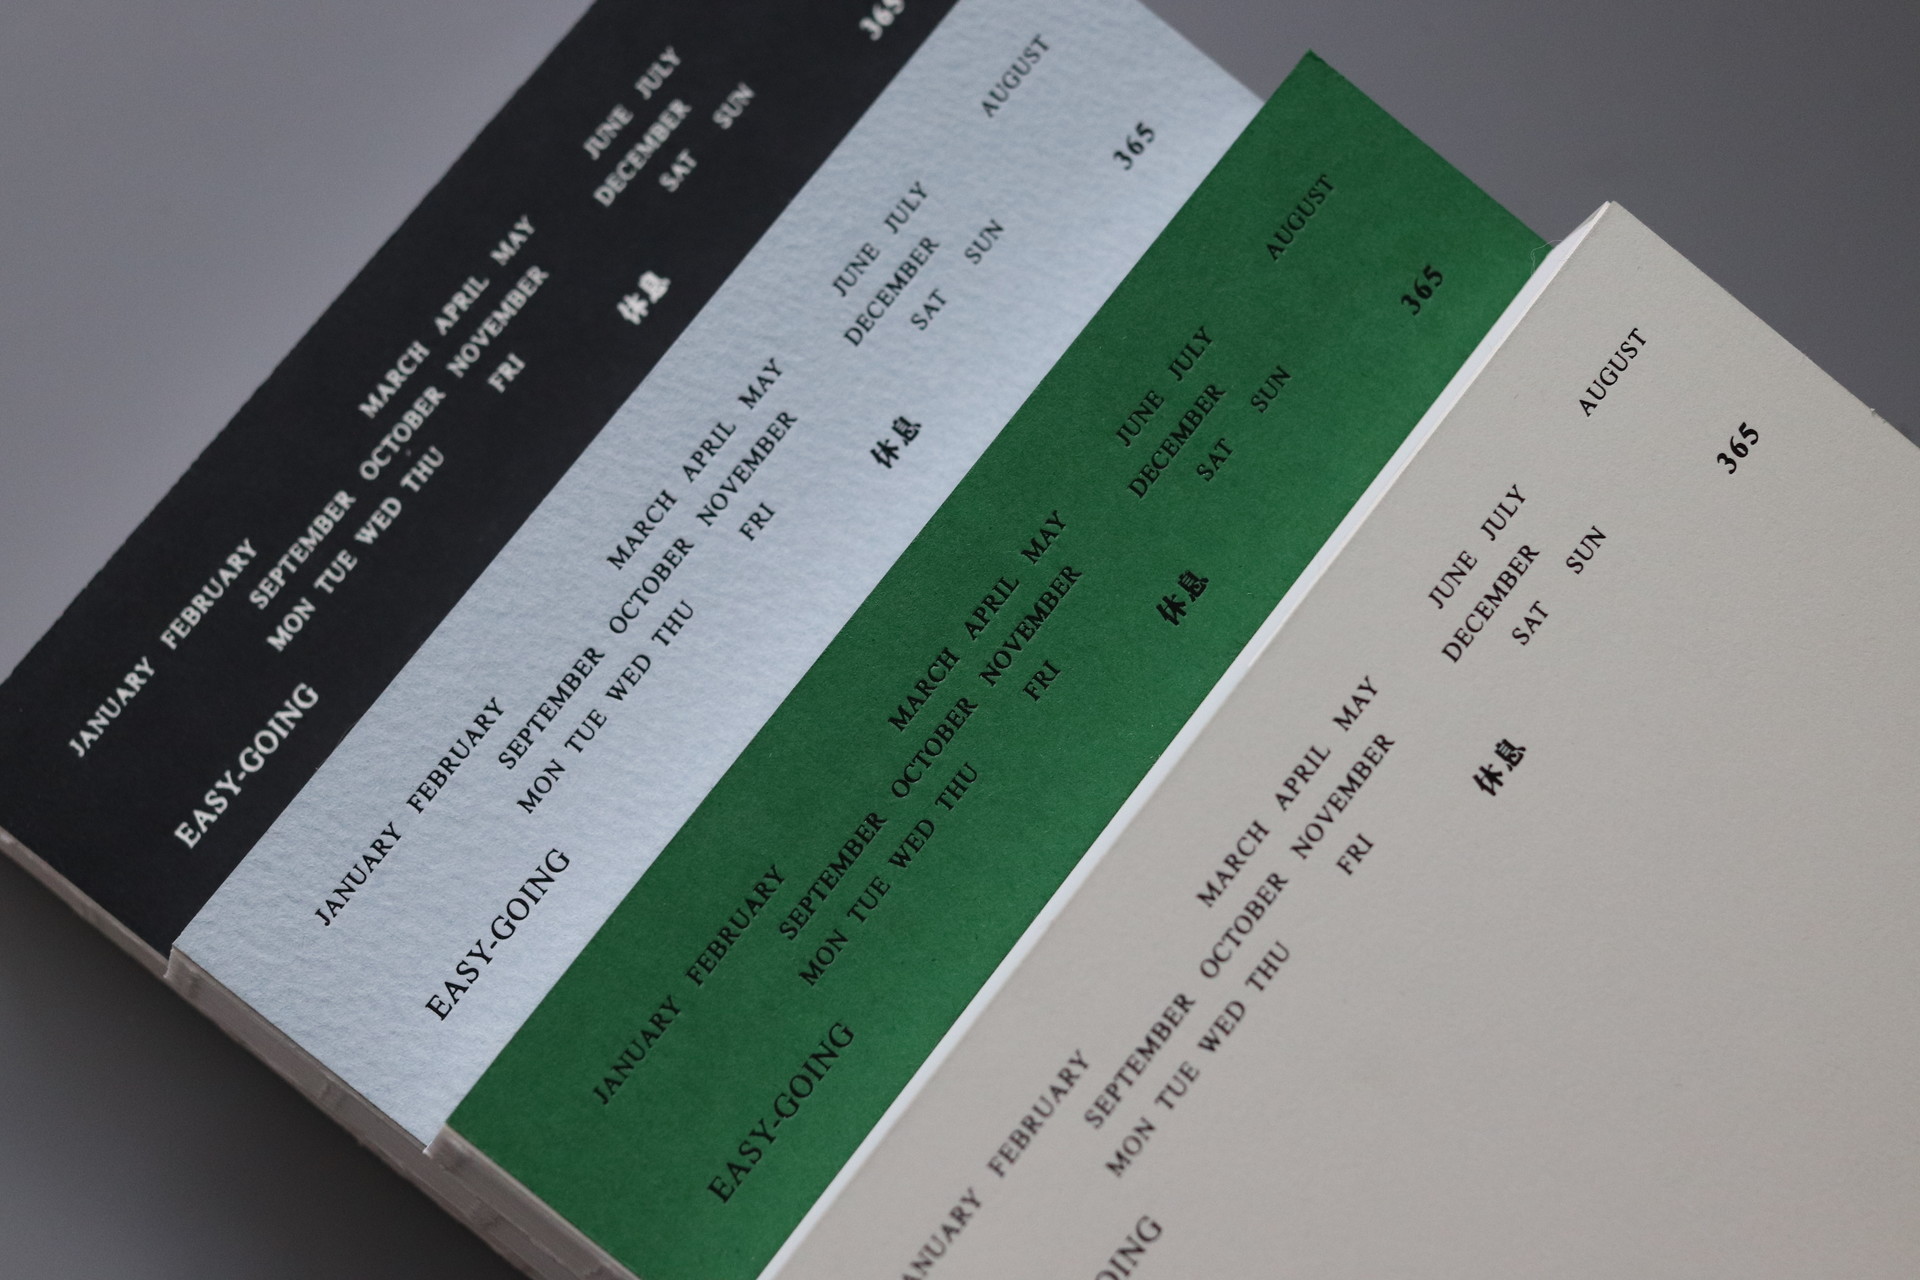 JANUARY FEBRUARY MARCH APRIL MAY JUNE JULY
SEPTEMBER OCTOBER NOVEMBER DECEMBER
MON TUE WED THU FRI SAT SUN
EASY-GOING 休息 365
JANUARY FEBRUARY MARCH APRIL MAY JUNE JULY AUGUST
SEPTEMBER OCTOBER NOVEMBER DECEMBER
MON TUE WED THU FRI SAT SUN
EASY-GOING 休息 365
JANUARY FEBRUARY MARCH APRIL MAY JUNE JULY AUGUST
SEPTEMBER OCTOBER NOVEMBER DECEMBER
MON TUE WED THU FRI SAT SUN
EASY-GOING 休息 365
ANUARY FEBRUARY MARCH APRIL MAY JUNE JULY AUGUST
SEPTEMBER OCTOBER NOVEMBER DECEMBER
MON TUE WED THU FRI SAT SUN
OING 休息 365